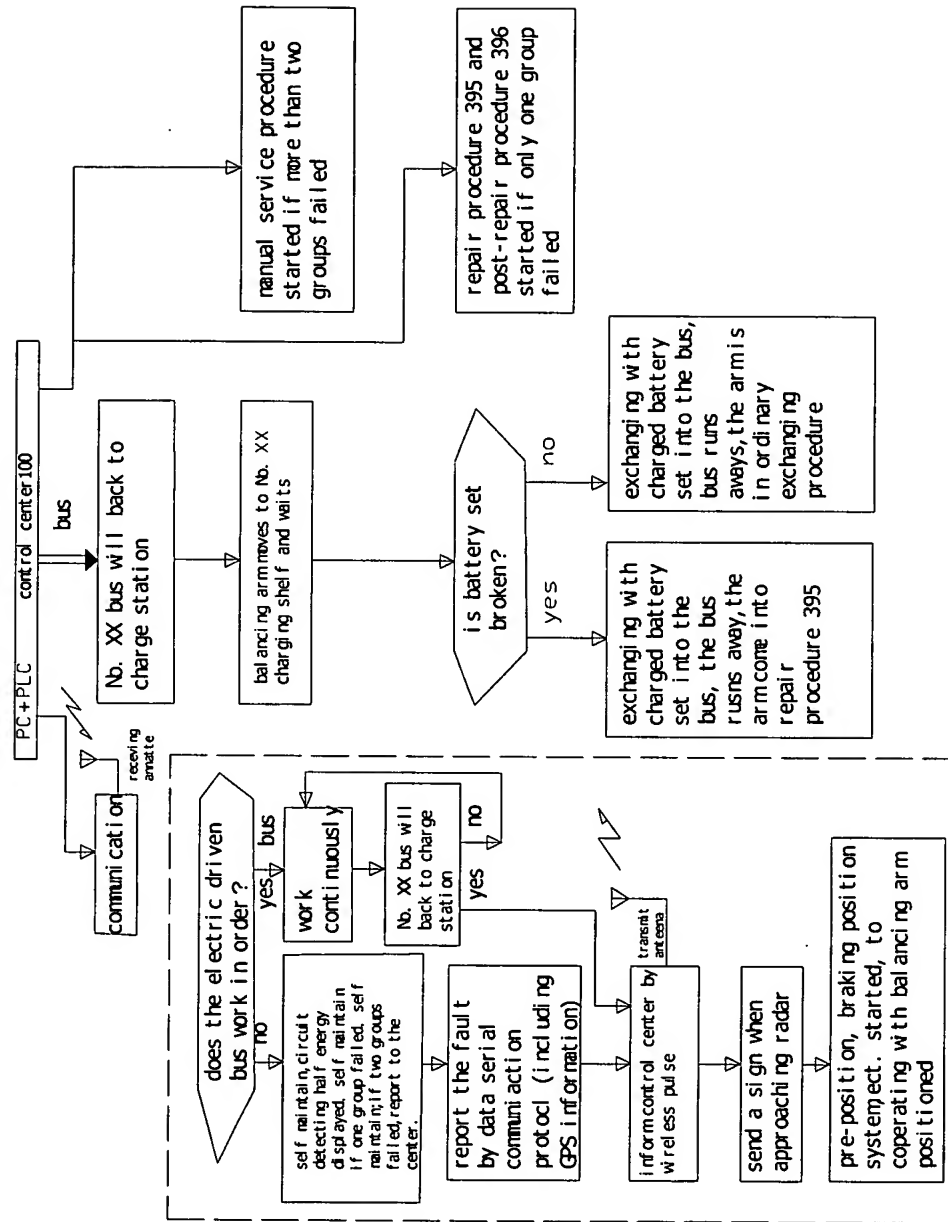 PC+PLC control center 100
communication
receving
annatte
bus
No. XX bus will back to
charge station
balancing arm moves to No. XX
charging shelf and waits
is battery set
broken?
yes
no
exchanging with
charged battery
set into the
bus, the bus
rusns away, the
arm come into
repair
procedure 395
exchanging with
charged battery
set into the bus,
bus runs
aways, the arm is
in ordinary
exchanging
procedure
manual service procedure
started if more than two
groups failed
repair procedure 395 and
post-repair procedure 396
started if only one group
failed
does the electric driven
bus work in order?
no
yes
bus
work
continuously
No. XX bus will
back to charge
station
yes
no
self maintain, circuit
detecting half energy
displayed, self maintain
if one group failed, self
maintain; if two groups
failed, report to the
center.
report the fault
by data serial
communiaction
protocl (including
GPS information)
inform control center by
wireless pulse
transmit
anteena
send a sign when
approaching radar
pre-position, braking position
systemject. started, to
coperating with balancing arm
positioned